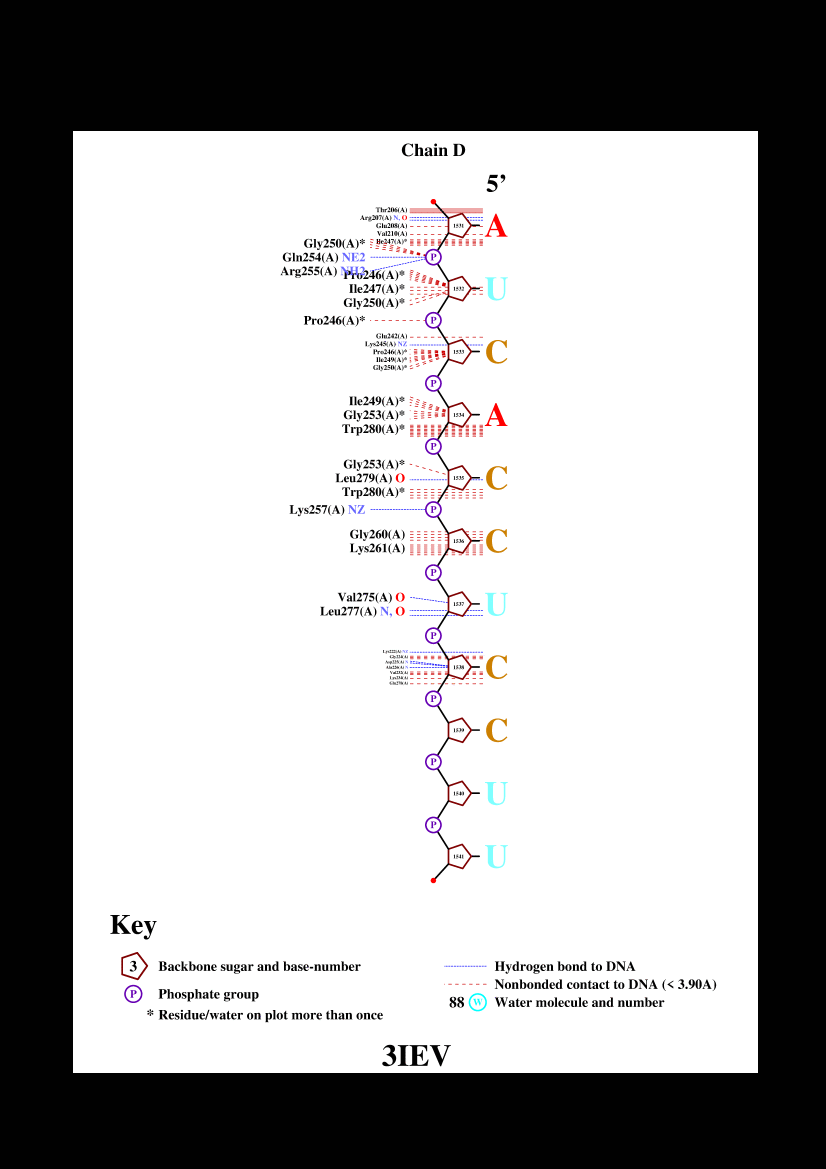 Chain D
5’
Thr206(A)
Arg207(A) N, O
Glu208(A)
Val210(A)
Ile247(A)*
1531 A
Gly250(A)*
Gln254(A) NE2
Arg255(A) NH2
P
Pro246(A)*
Ile247(A)*
Gly250(A)*
1532 U
Pro246(A)*
P
Glu242(A)
Lys245(A) NZ
Pro246(A)*
Ile249(A)*
Gly250(A)*
1533 C
P
Ile249(A)*
Gly253(A)*
Trp280(A)*
1534 A
P
Gly253(A)*
Leu279(A) O
Trp280(A)*
1535 C
Lys257(A) NZ
P
Gly260(A)
Lys261(A)
1536 C
P
Val275(A) O
Leu277(A) N, O
1537 U
P
1538 C
P
1539 C
P
1540 U
P
1541 U
Key
3 Backbone sugar and base-number
P Phosphate group
* Residue/water on plot more than once
Hydrogen bond to DNA
Nonbonded contact to DNA (< 3.90A)
88 W Water molecule and number
3IEV